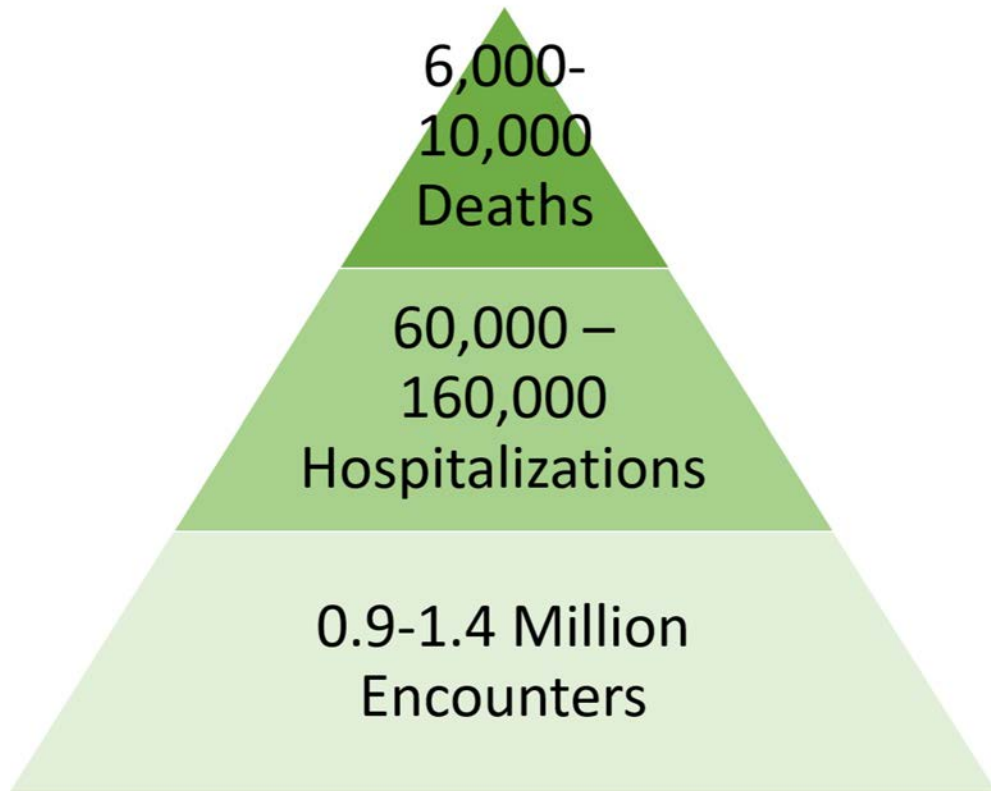 6,000-
10,000
Deaths
60,000 –
160,000
Hospitalizations
0.9-1.4 Million
Encounters